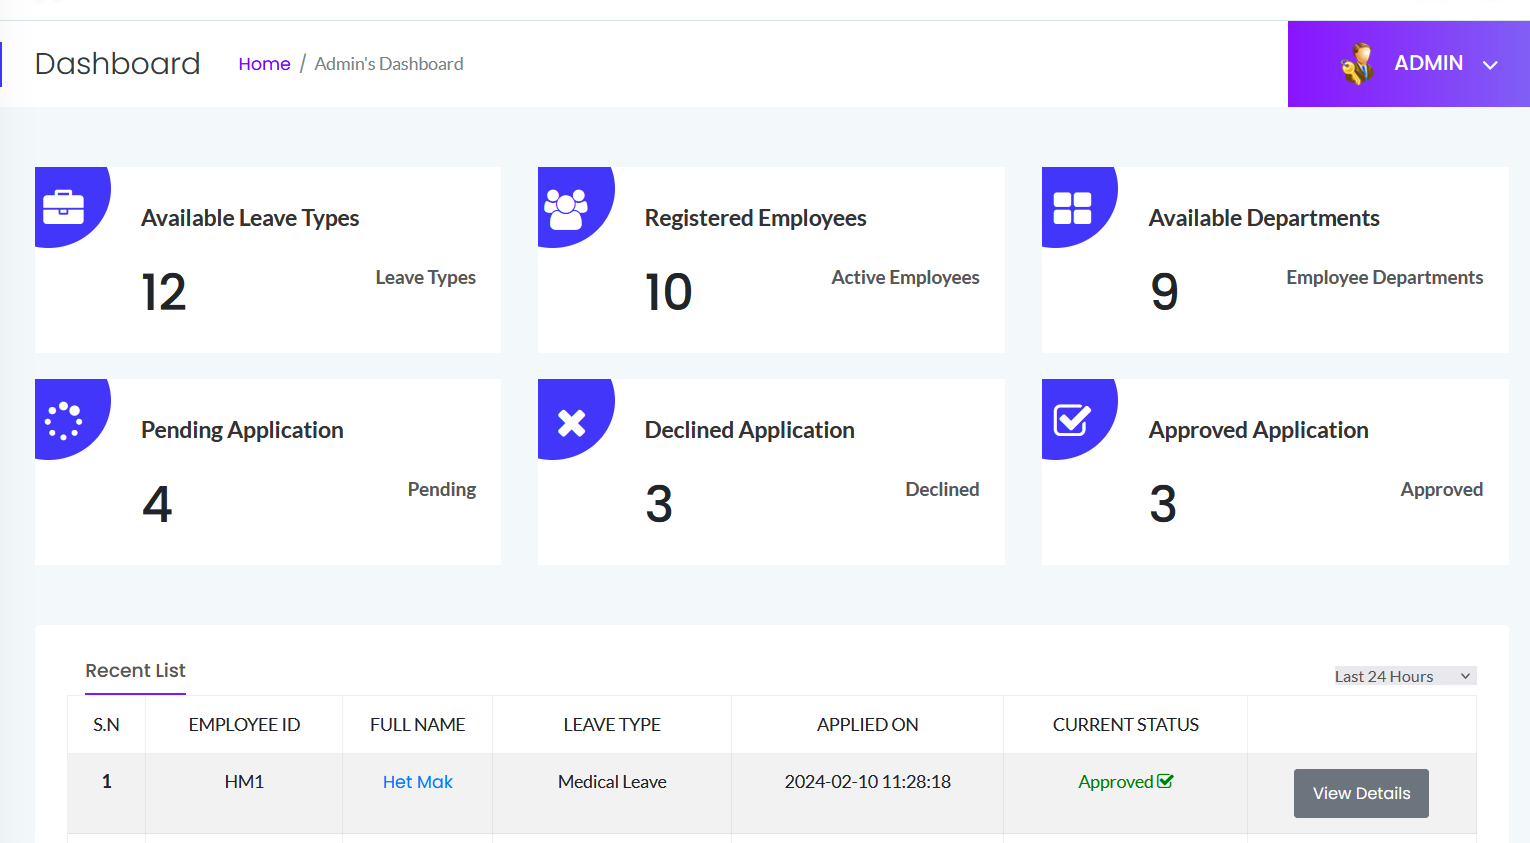 Dashboard
Home / Admin's Dashboard
ADMIN
Available Leave Types
12
Leave Types
Registered Employees
10
Active Employees
Available Departments
9
Employee Departments
Pending Application
4
Pending
Declined Application
3
Declined
Approved Application
3
Approved
Recent List
Last 24 Hours
S.N EMPLOYEE ID FULL NAME LEAVE TYPE APPLIED ON CURRENT STATUS
1 HM1 Het Mak Medical Leave 2024-02-10 11:28:18 Approved View Details